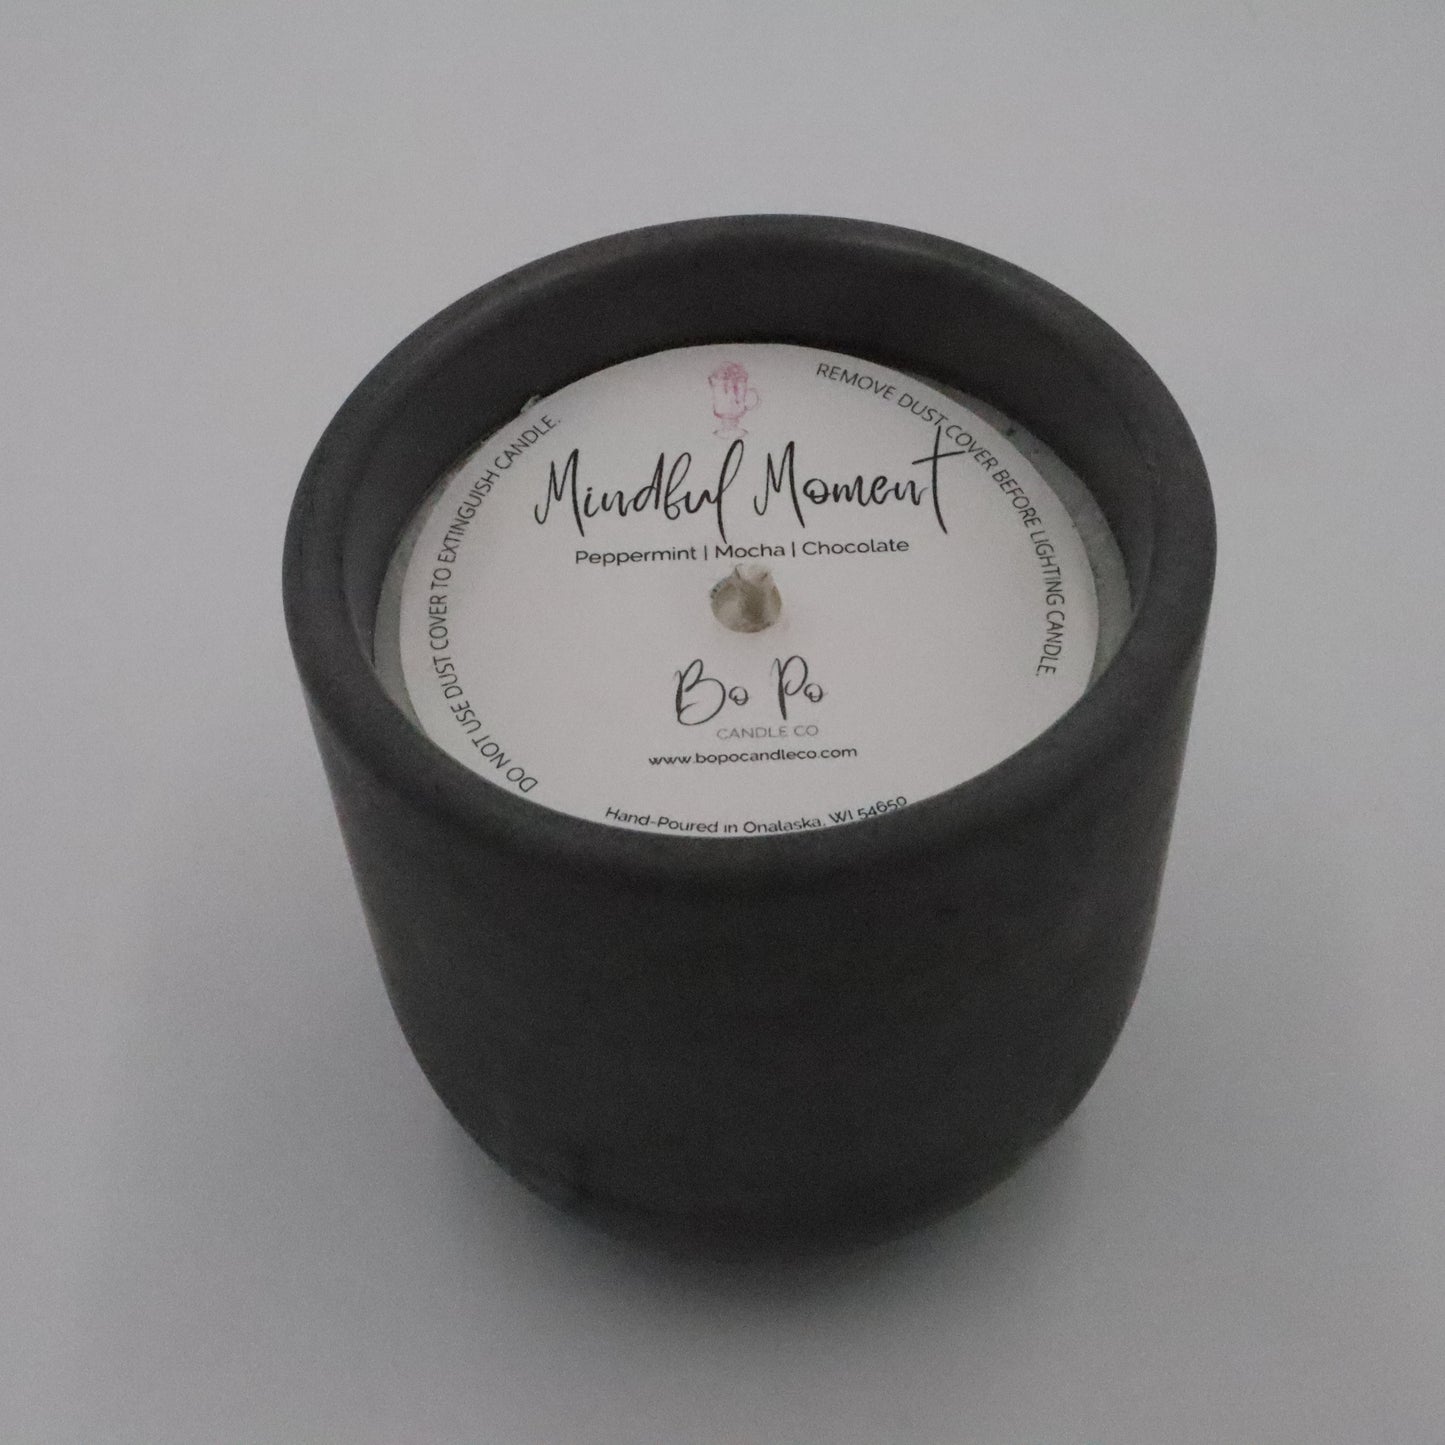 REMOVE DUST COVER BEFORE LIGHTING CANDLE.
DO NOT USE DUST COVER TO EXTINGUISH CANDLE.
Mindful Moment
Peppermint | Mocha | Chocolate
Bo Po
CANDLE CO
www.bopocandleco.com
Hand-Poured in Onalaska, WI 54650